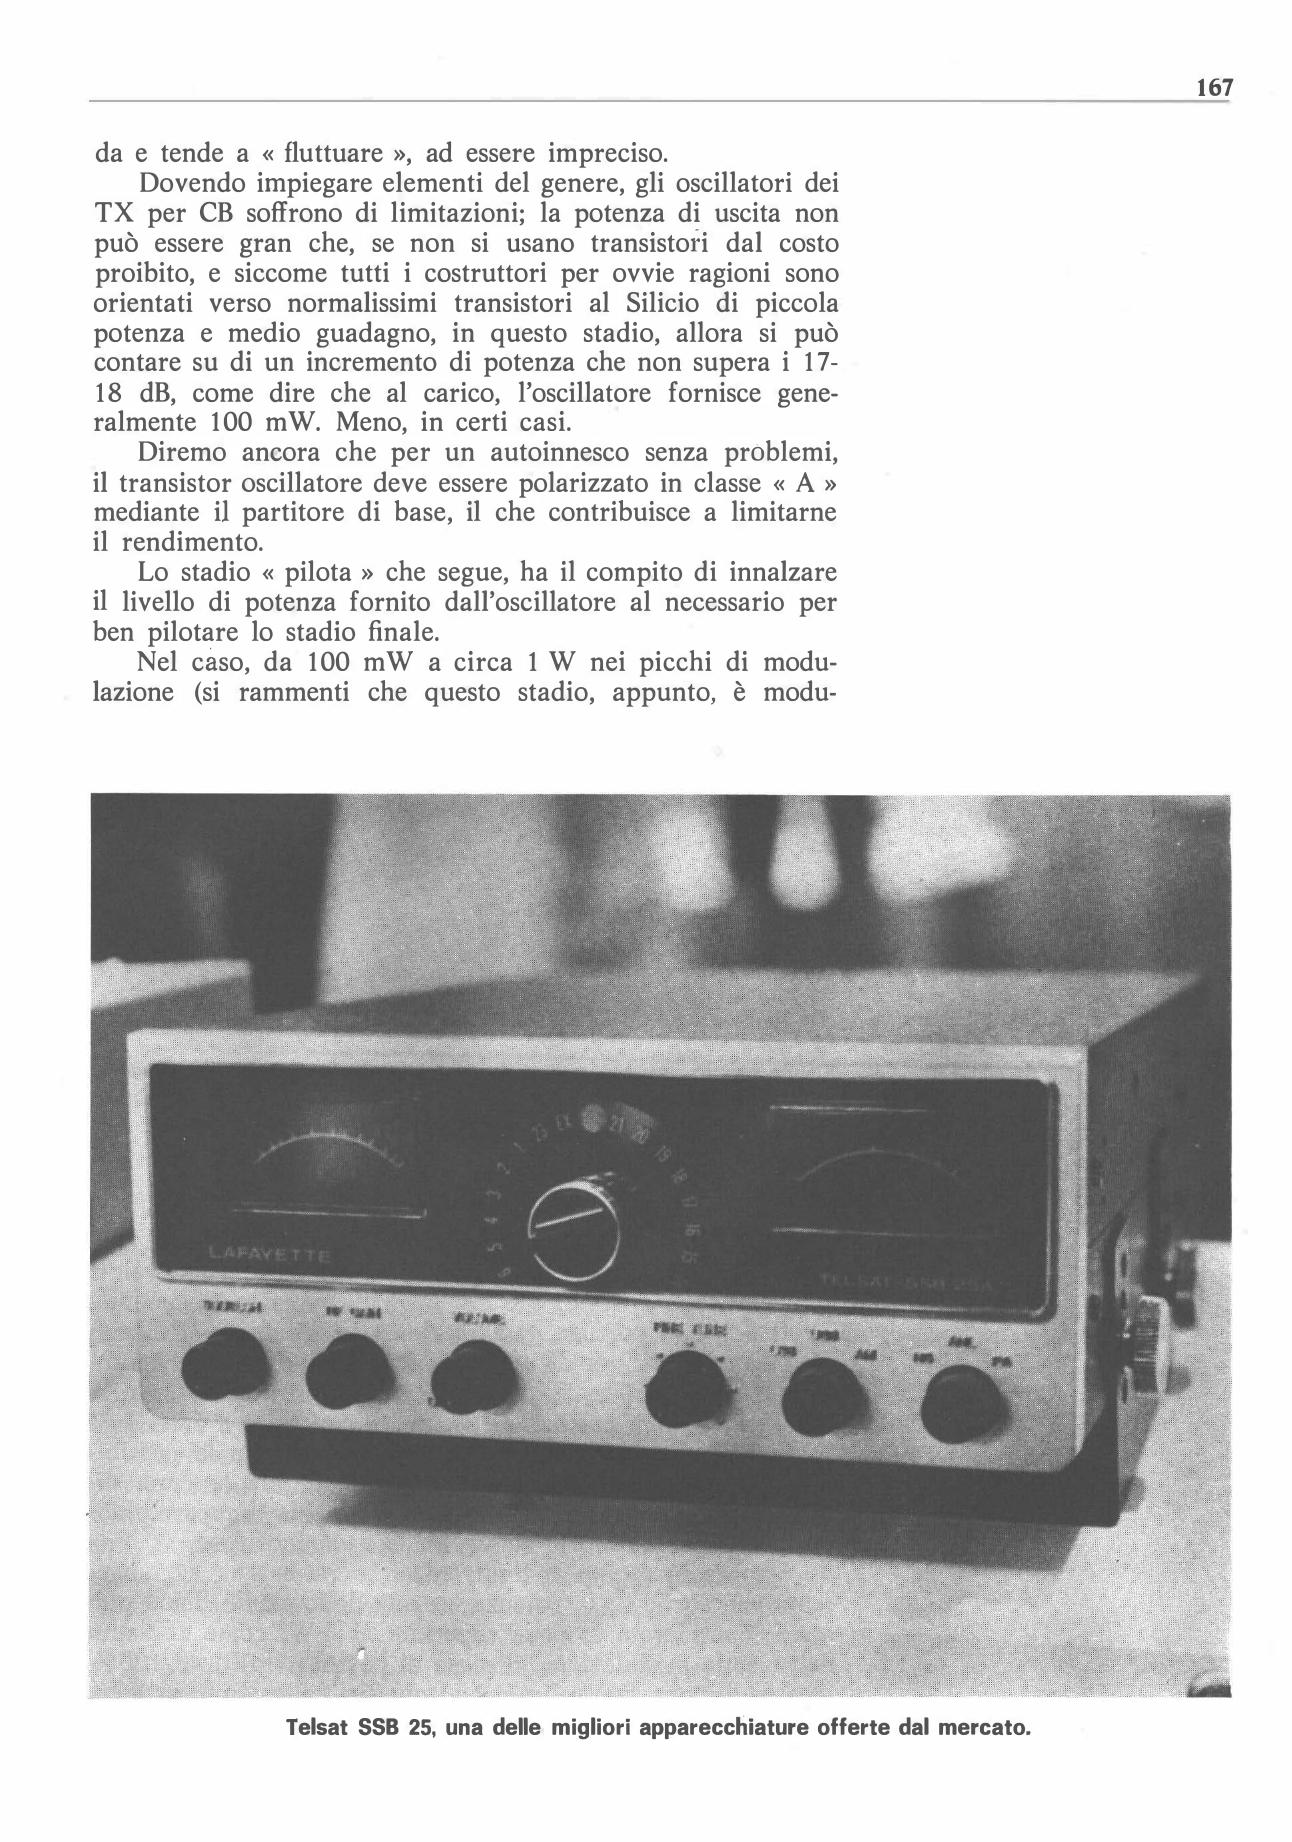 167
da e tende a « fluttuare », ad essere impreciso.
Dovendo impiegare elementi del genere, gli oscillatori dei
TX per CB soffrono di limitazioni; la potenza di uscita non
può essere gran che, se non si usano transistori dal costo
proibito, e siccome tutti i costruttori per ovvie ragioni sono
orientati verso normalissimi transistori al Silicio di piccola
potenza e medio guadagno, in questo stadio, allora si può
contare su di un incremento di potenza che non supera i 17-
18 dB, come dire che al carico, l'oscillatore fornisce gene-
ralmente 100 mW. Meno, in certi casi.
Diremo ancora che per un autoinnesco senza problemi,
il transistor oscillatore deve essere polarizzato in classe « A »
mediante il partitore di base, il che contribuisce a limitarne
il rendimento.
Lo stadio « pilota » che segue, ha il compito di innalzare
il livello di potenza fornito dall'oscillatore al necessario per
ben pilotare lo stadio finale.
Nel caso, da 100 mW a circa 1 W nei picchi di modu-
lazione (si rammenti che questo stadio, appunto, è modu-
6 5 4 3 2 1 23 21 20 19 18 17 16 15
LAFAYETTE
TELSAT SSB 25A
VOLUME
Telsat SSB 25, una delle migliori apparecchiature offerte dal mercato.